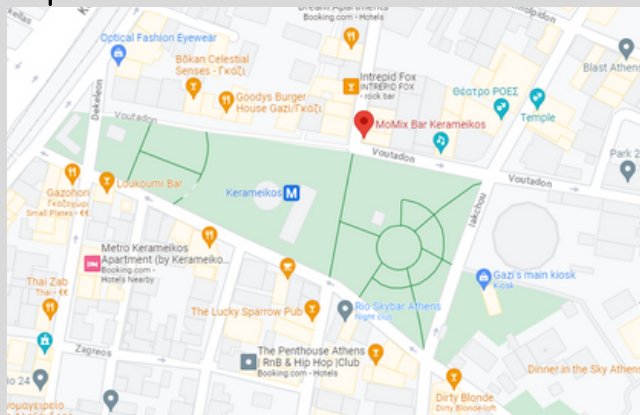 Dream Apartments
Booking.com - Hotels
Optical Fashion Eyewear
Bōkan Celestial
Senses - Γκάζι
Goodys Burger
House Gazi/Γκάζι
Intrepid Fox
INTREPID FOX
- rock bar
Θέατρο ΡΟΕΣ
Blast Athens
Temple
Dekeleon
Voutadon
MoMix Bar Kerameikos
Voutadon
Voutadon
Park 2
Gazohori
Γκαζοχώρι
Small Plates - €€
Loukoumi Bar
Kerameikos
M
Iakchou
Metro Kerameikos
Apartment (by Kerameiko...
Booking.com -
Hotels Nearby
Gazi's main kiosk
Kiosk
Thai Zab
Thai - €€
The Lucky Sparrow Pub
Rio Skybar Athens
Night club
Zagreos
The Penthouse Athens
| RnB & Hip Hop |Club
Booking.com - Hotels
Dinner in the Sky Athens
Dirty Blonde
Dirty Blonde-loft